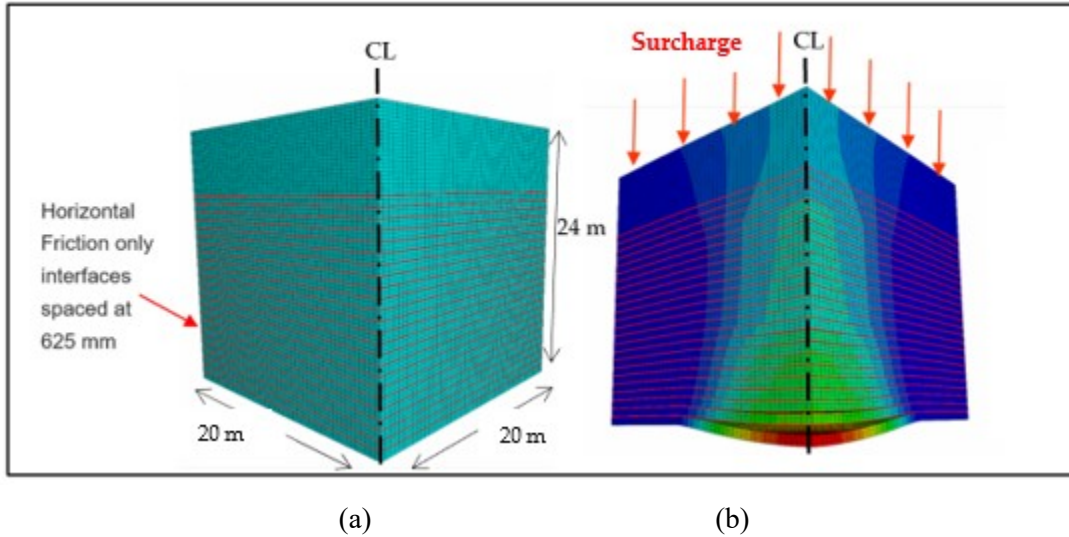 CL
Horizontal
Friction only
interfaces
spaced at
625 mm
24 m
20 m
20 m
Surcharge
CL
(a)
(b)